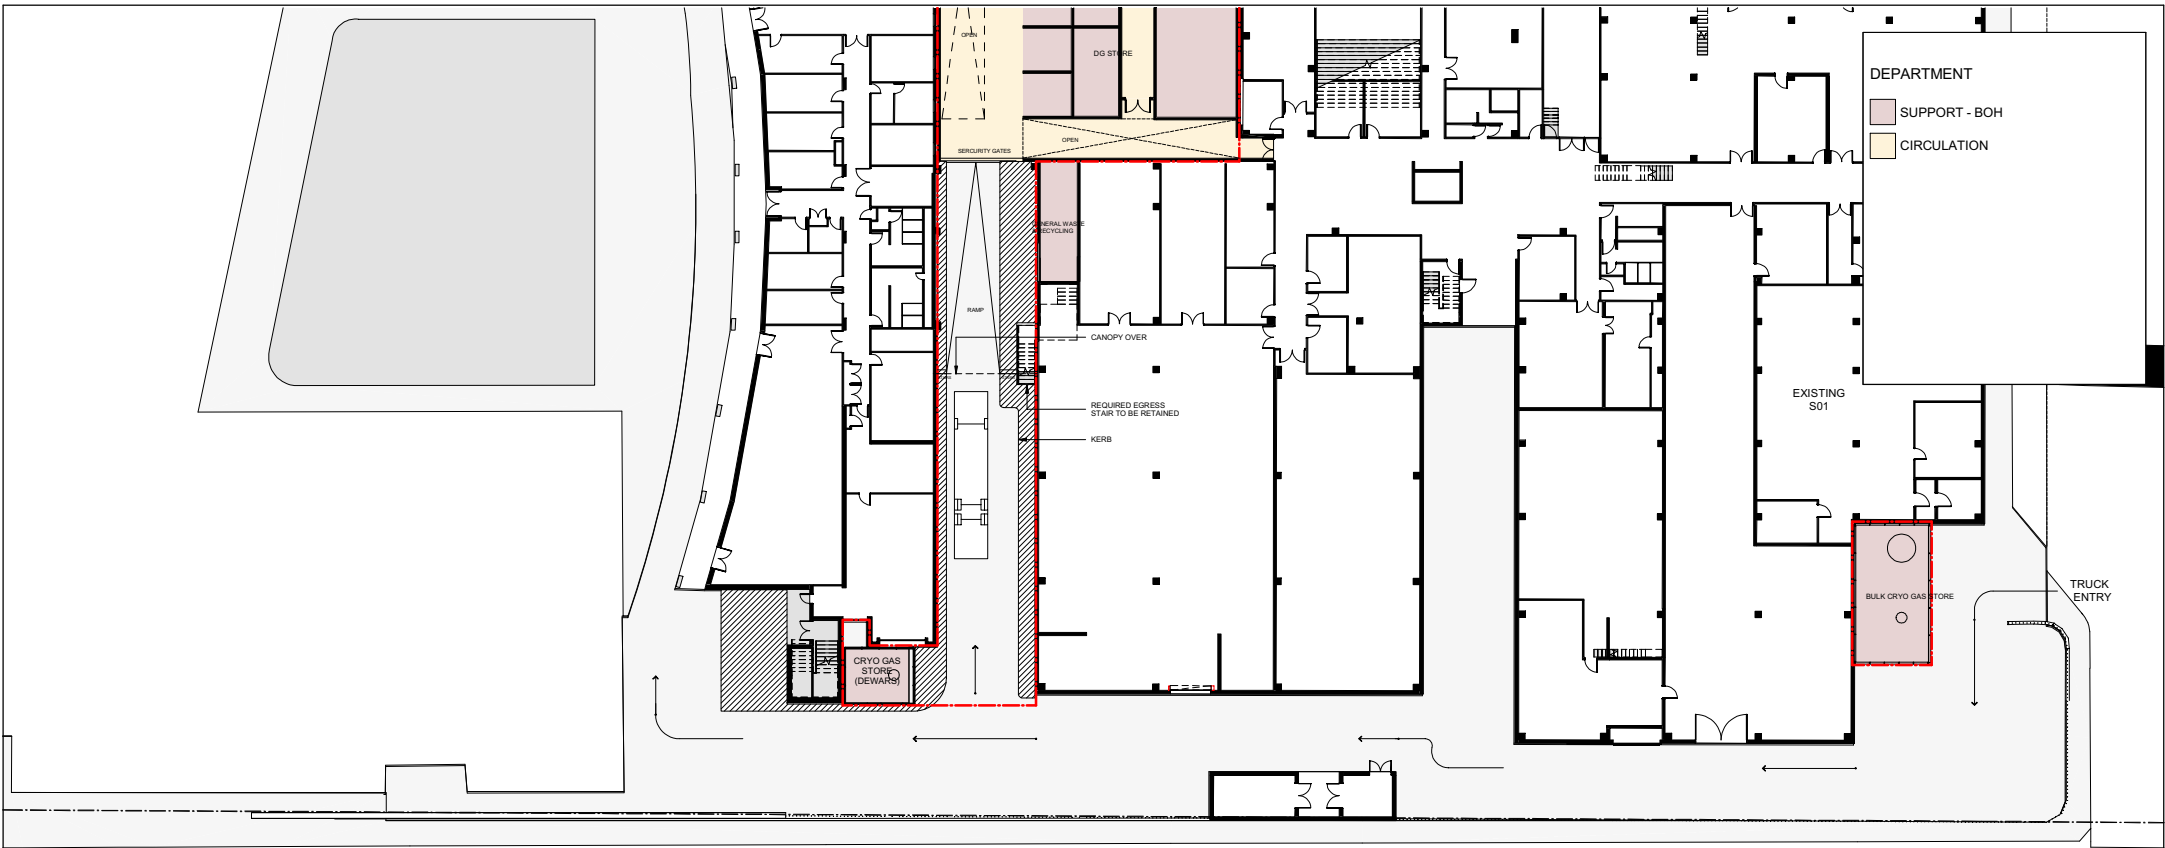 OPEN
DG STORE
DEPARTMENT
SUPPORT - BOH
CIRCULATION
SERCURITY GATES
OPEN
WASTE
RECYCLING
RAMP
CANOPY OVER
REQUIRED EGRESS
STAIR TO BE RETAINED
KERB
EXISTING
S01
BULK CRYO GAS STORE
TRUCK
ENTRY
CRYO GAS
STORE
(DEWARS)